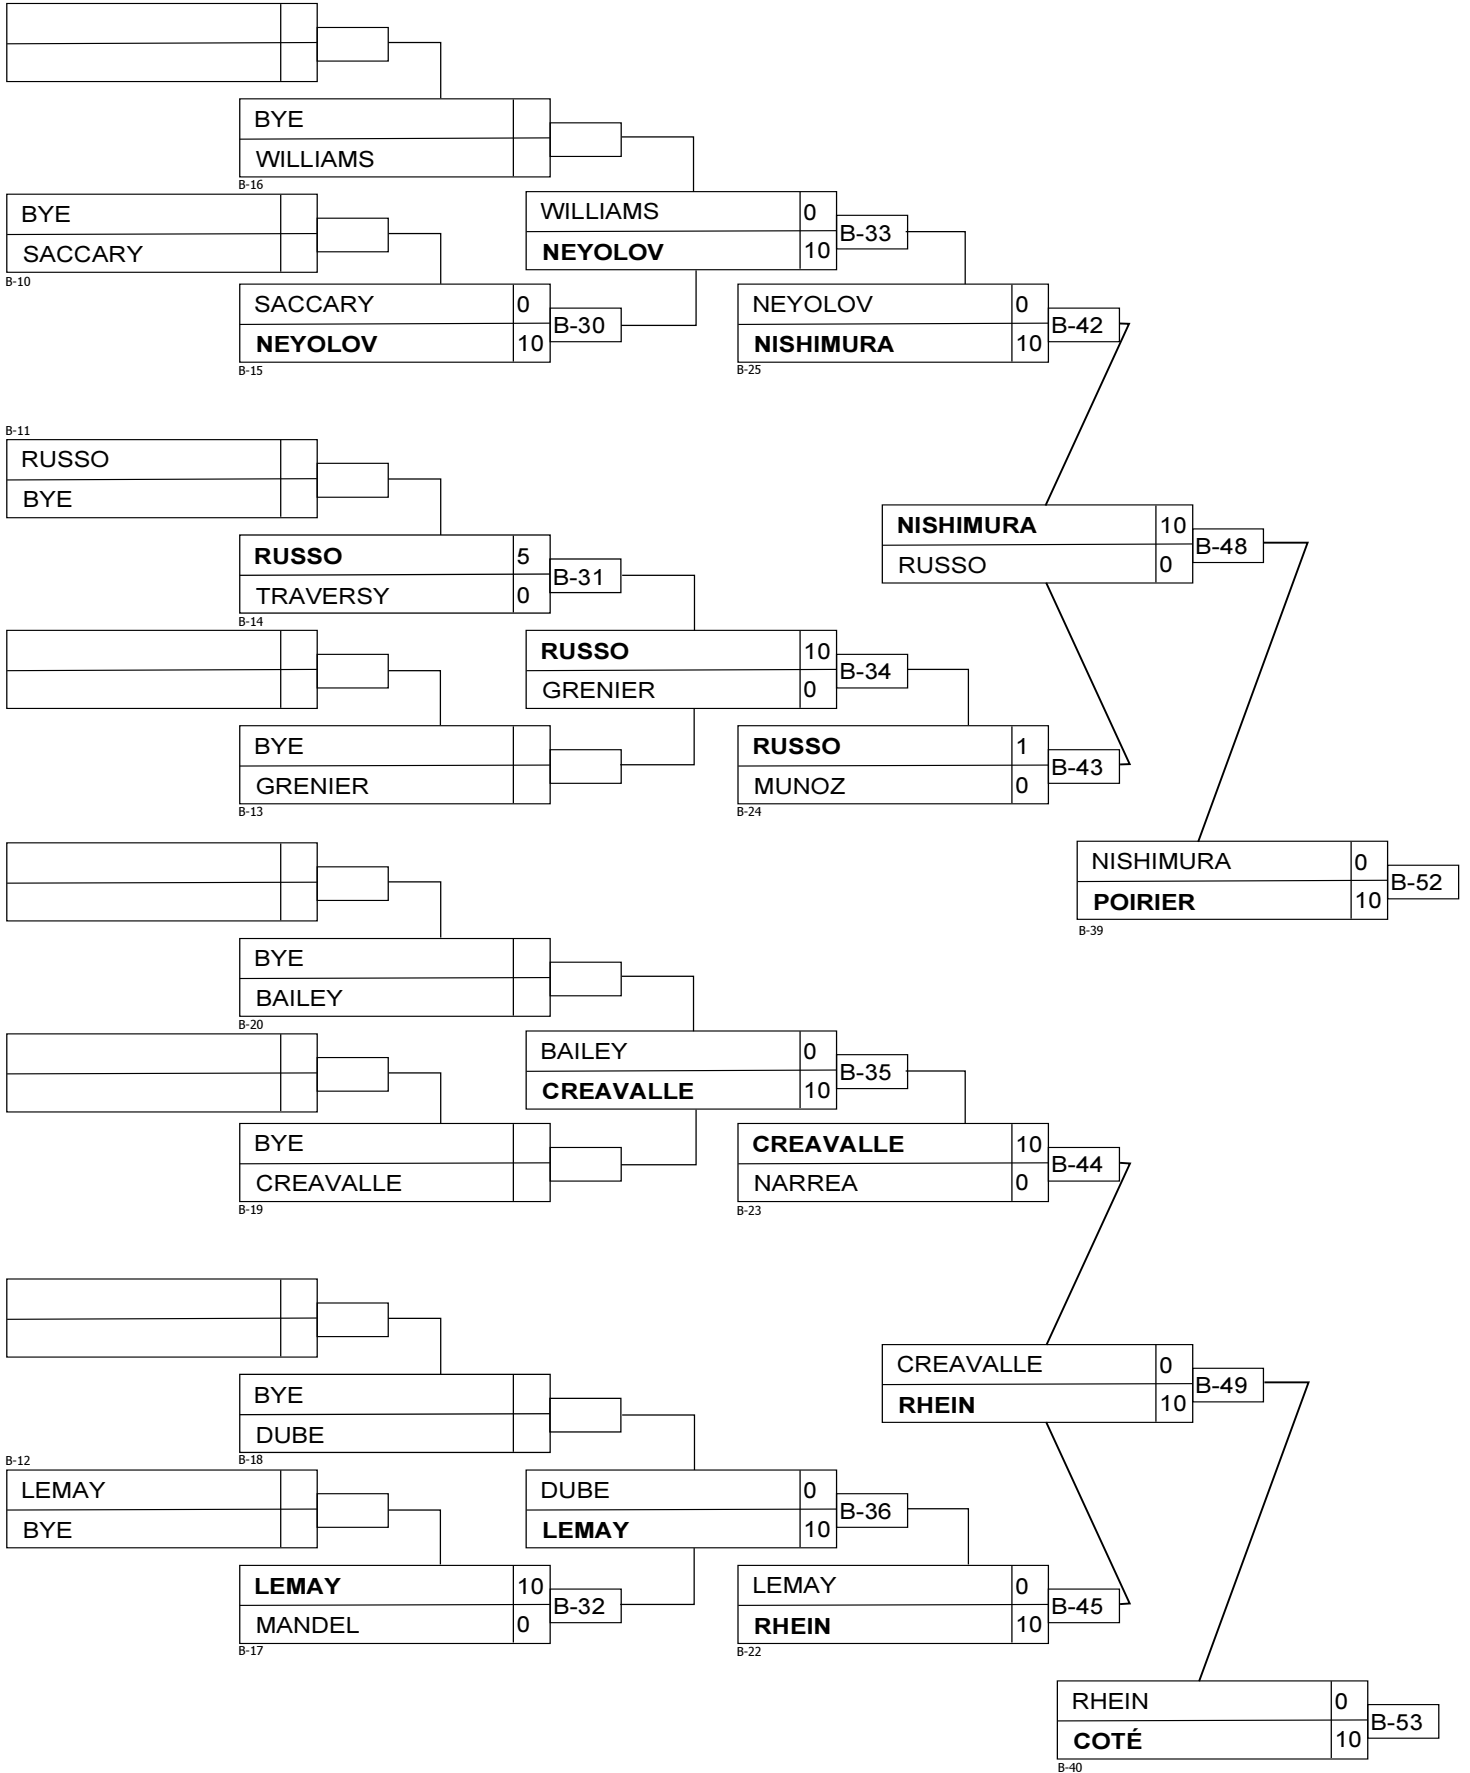 BYE
WILLIAMS
B-16
BYE
SACCARY
B-10
WILLIAMS 0
NEYOLOV 10
B-33
SACCARY 0
NEYOLOV 10
B-30
B-15
NEYOLOV 0
NISHIMURA 10
B-42
B-25
B-11
RUSSO
BYE
NISHIMURA 10
RUSSO 0
B-48
RUSSO 5
TRAVERSY 0
B-31
B-14
RUSSO 10
GRENIER 0
B-34
BYE
GRENIER
B-13
RUSSO 1
MUNOZ 0
B-43
B-24
NISHIMURA 0
POIRIER 10
B-52
B-39
BYE
BAILEY
B-20
BAILEY 0
CREAVALLE 10
B-35
BYE
CREAVALLE
B-19
CREAVALLE 10
NARREA 0
B-44
B-23
CREAVALLE 0
RHEIN 10
B-49
BYE
DUBE
B-18
B-12
LEMAY
BYE
DUBE 0
LEMAY 10
B-36
LEMAY 10
MANDEL 0
B-32
B-17
LEMAY 0
RHEIN 10
B-45
B-22
RHEIN 0
COTÉ 10
B-53
B-40